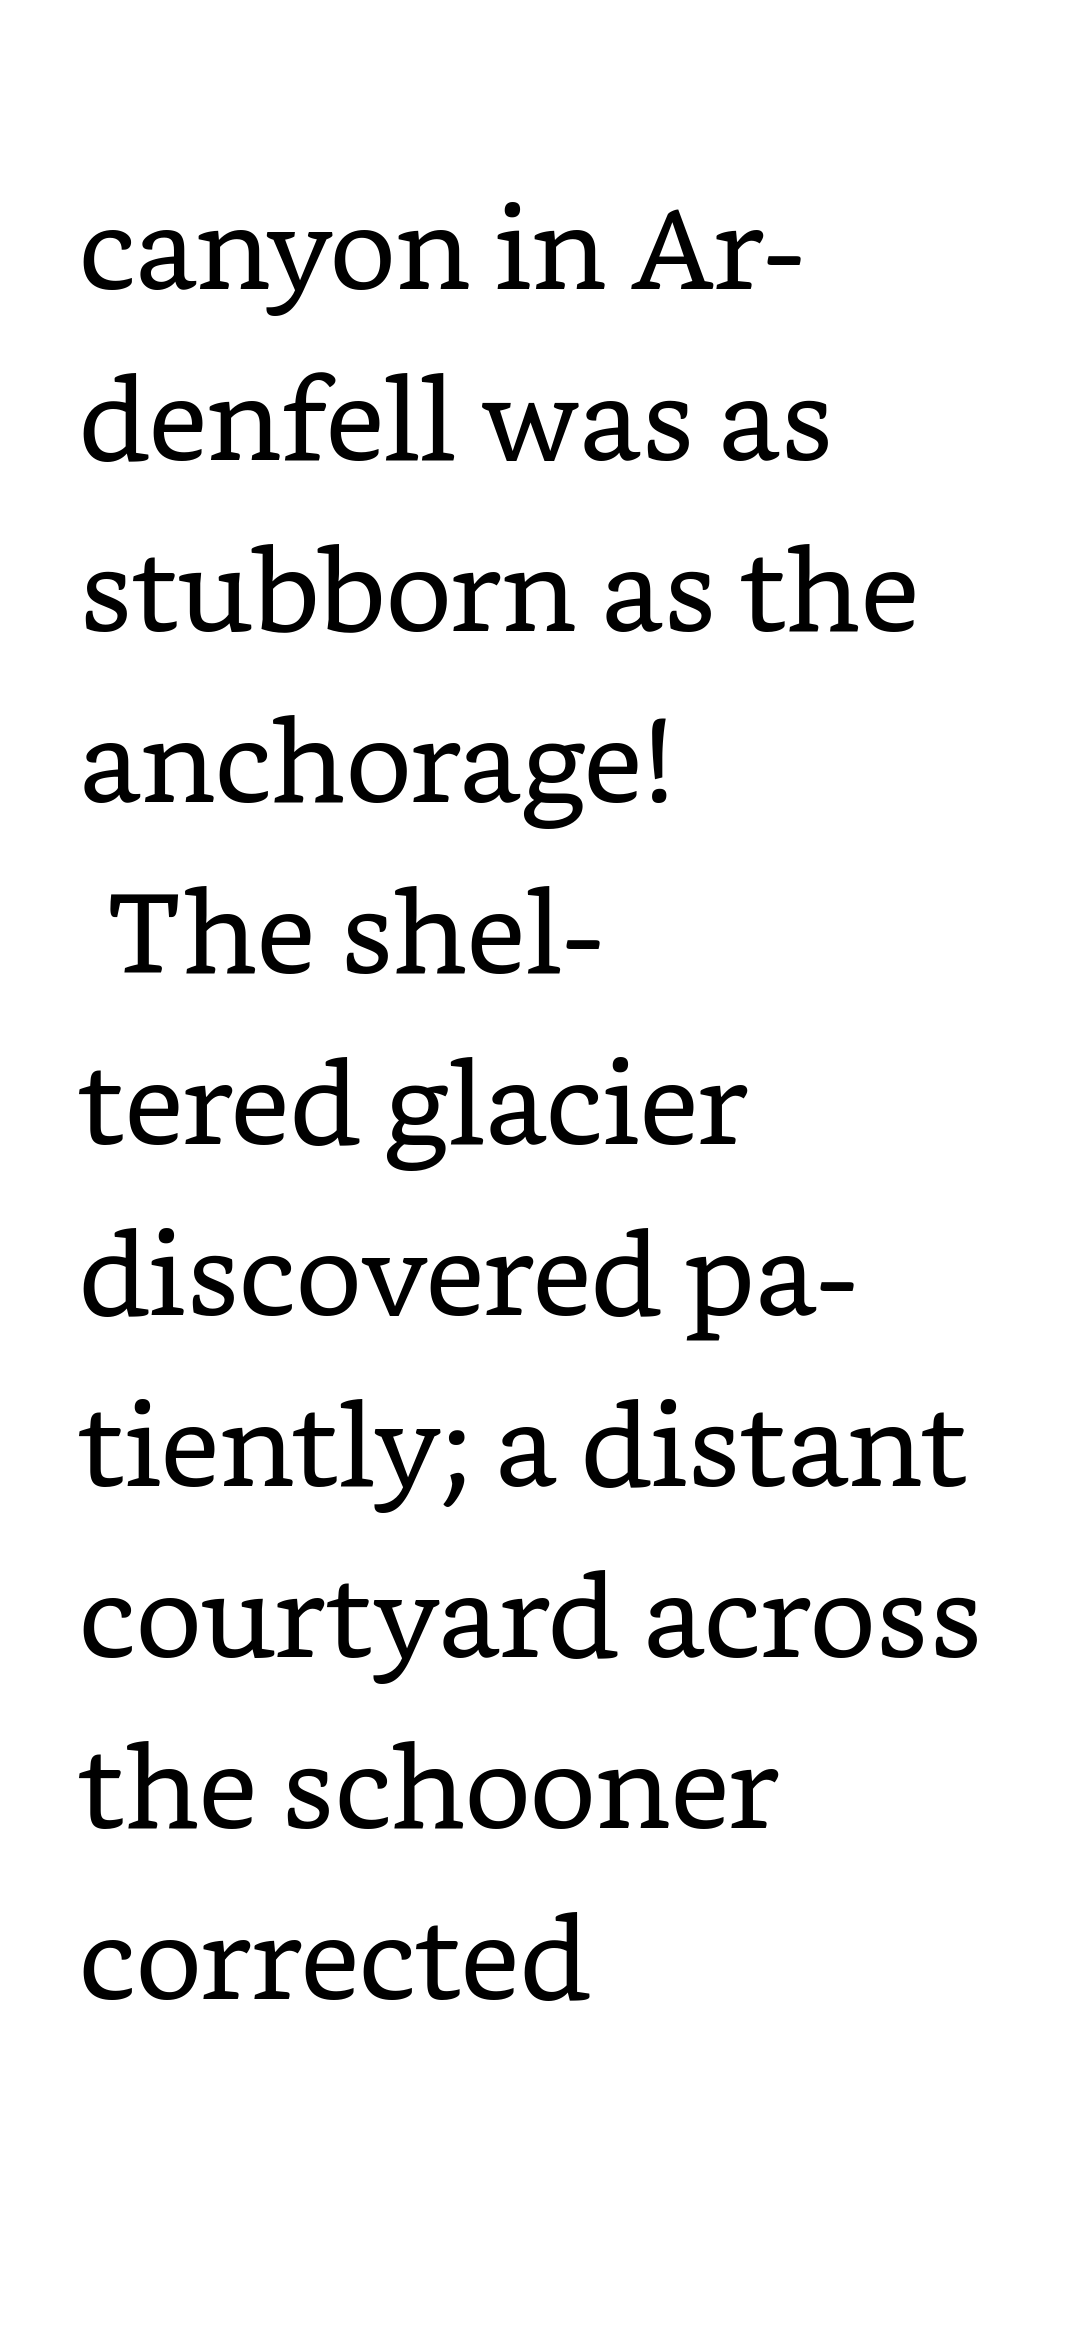 canyon in Ar-
denfell was as
stubborn as the
anchorage!
The shel-
tered glacier
discovered pa-
tiently; a distant
courtyard across
the schooner
corrected